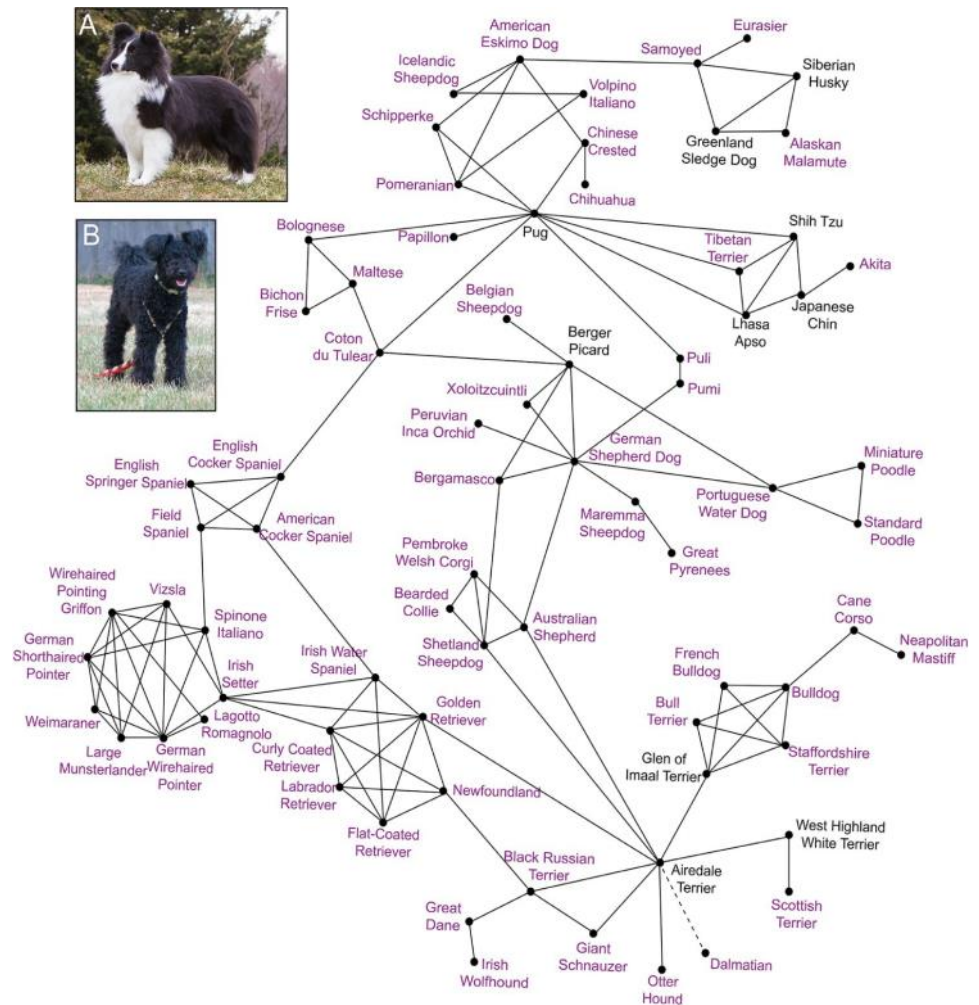 A
B
American
Eskimo Dog
Eurasier
Samoyed
Siberian
Husky
Icelandic
Sheepdog
Volpino
Italiano
Schipperke
Chinese
Crested
Greenland
Sledge Dog
Alaskan
Malamute
Pomeranian
Chihuahua
Bolognese
Papillon
Pug
Shih Tzu
Tibetan
Terrier
Akita
Maltese
Bichon
Frise
Belgian
Sheepdog
Japanese
Chin
Lhasa
Apso
Berger
Picard
Coton
du Tulear
Puli
Pumi
Xoloitzcuintli
Peruvian
Inca Orchid
German
Shepherd Dog
Miniature
Poodle
English
Cocker Spaniel
English
Springer Spaniel
Bergamasco
Portuguese
Water Dog
Field
Spaniel
American
Cocker Spaniel
Maremma
Sheepdog
Standard
Poodle
Great
Pyrenees
Pembroke
Welsh Corgi
Wirehaired
Pointing
Griffon
Vizsla
Bearded
Collie
Spinone
Italiano
Australian
Shepherd
Cane
Corso
German
Shorthaired
Pointer
Irish
Setter
Irish Water
Spaniel
Shetland
Sheepdog
Neapolitan
Mastiff
French
Bulldog
Bulldog
Golden
Retriever
Bull
Terrier
Weimaraner
Lagotto
Romagnolo
Large
Munsterlander
German
Wirehaired
Pointer
Curly Coated
Retriever
Glen of
Imaal Terrier
Staffordshire
Terrier
Labrador
Retriever
Newfoundland
Flat-Coated
Retriever
West Highland
White Terrier
Black Russian
Terrier
Airedale
Terrier
Scottish
Terrier
Great
Dane
Irish
Wolfhound
Giant
Schnauzer
Otter
Hound
Dalmatian